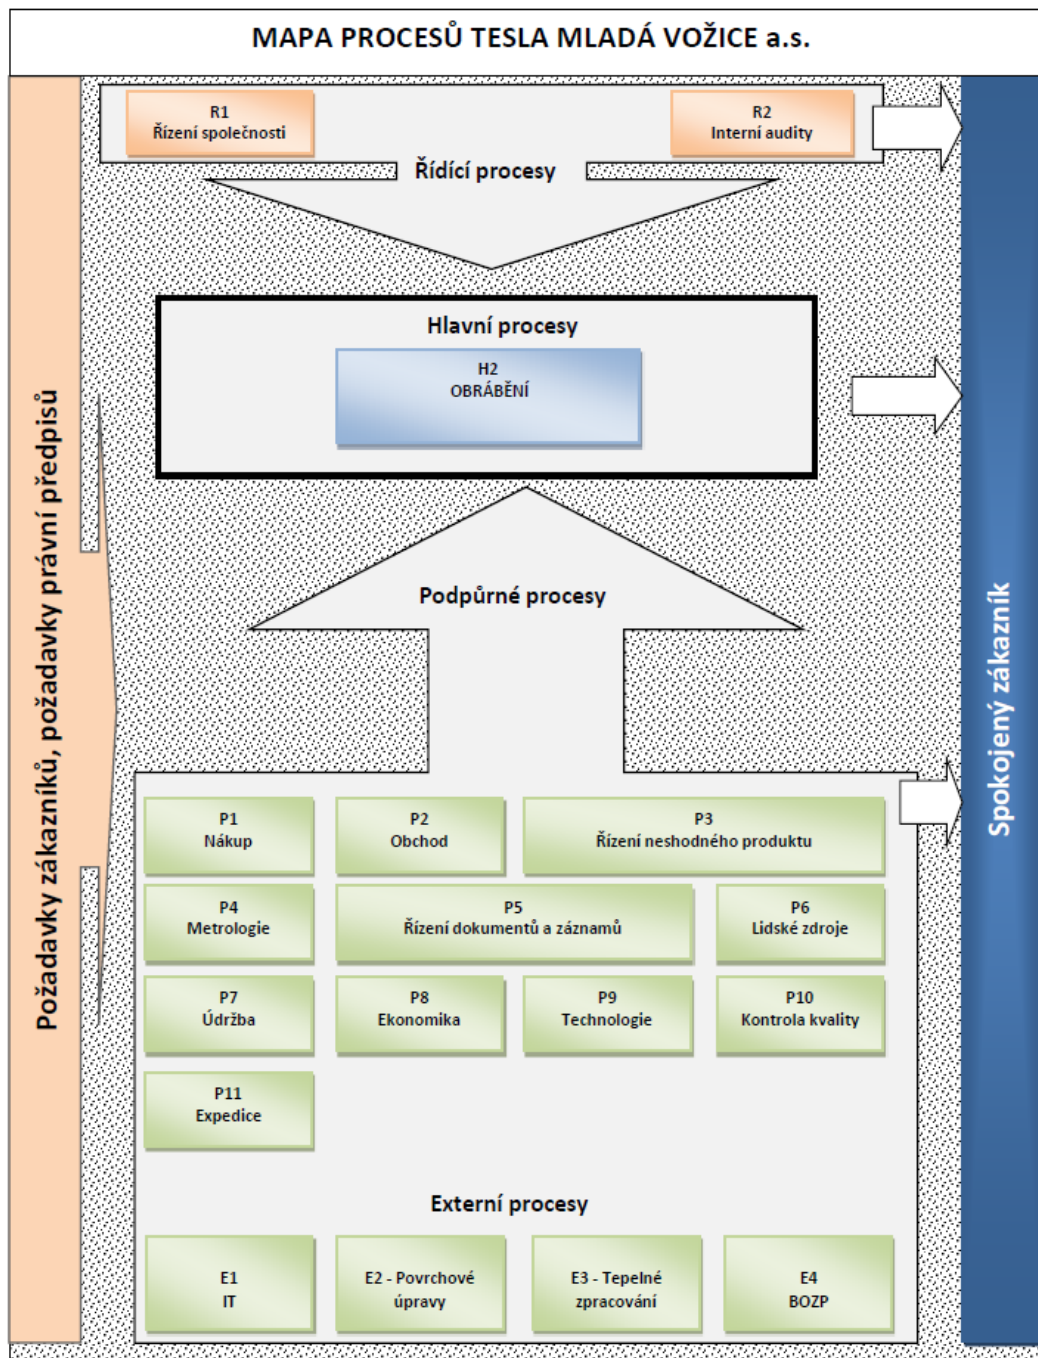 MAPA PROCESŮ TESLA MLADÁ VOŽICE a.s.
R1
Řízení společnosti
R2
Interní audity
Řídící procesy
Hlavní procesy
H2
OBRÁBĚNÍ
Podpůrné procesy
P1
Nákup
P2
Obchod
P3
Řízení neshodného produktu
P4
Metrologie
P5
Řízení dokumentů a záznamů
P6
Lidské zdroje
P7
Údržba
P8
Ekonomika
P9
Technologie
P10
Kontrola kvality
P11
Expedice
Externí procesy
E1
IT
E2 - Povrchové
úpravy
E3 - Tepelné
zpracování
E4
BOZP
Požadavky zákazníků, požadavky právní předpisů
Spokojený zákazník